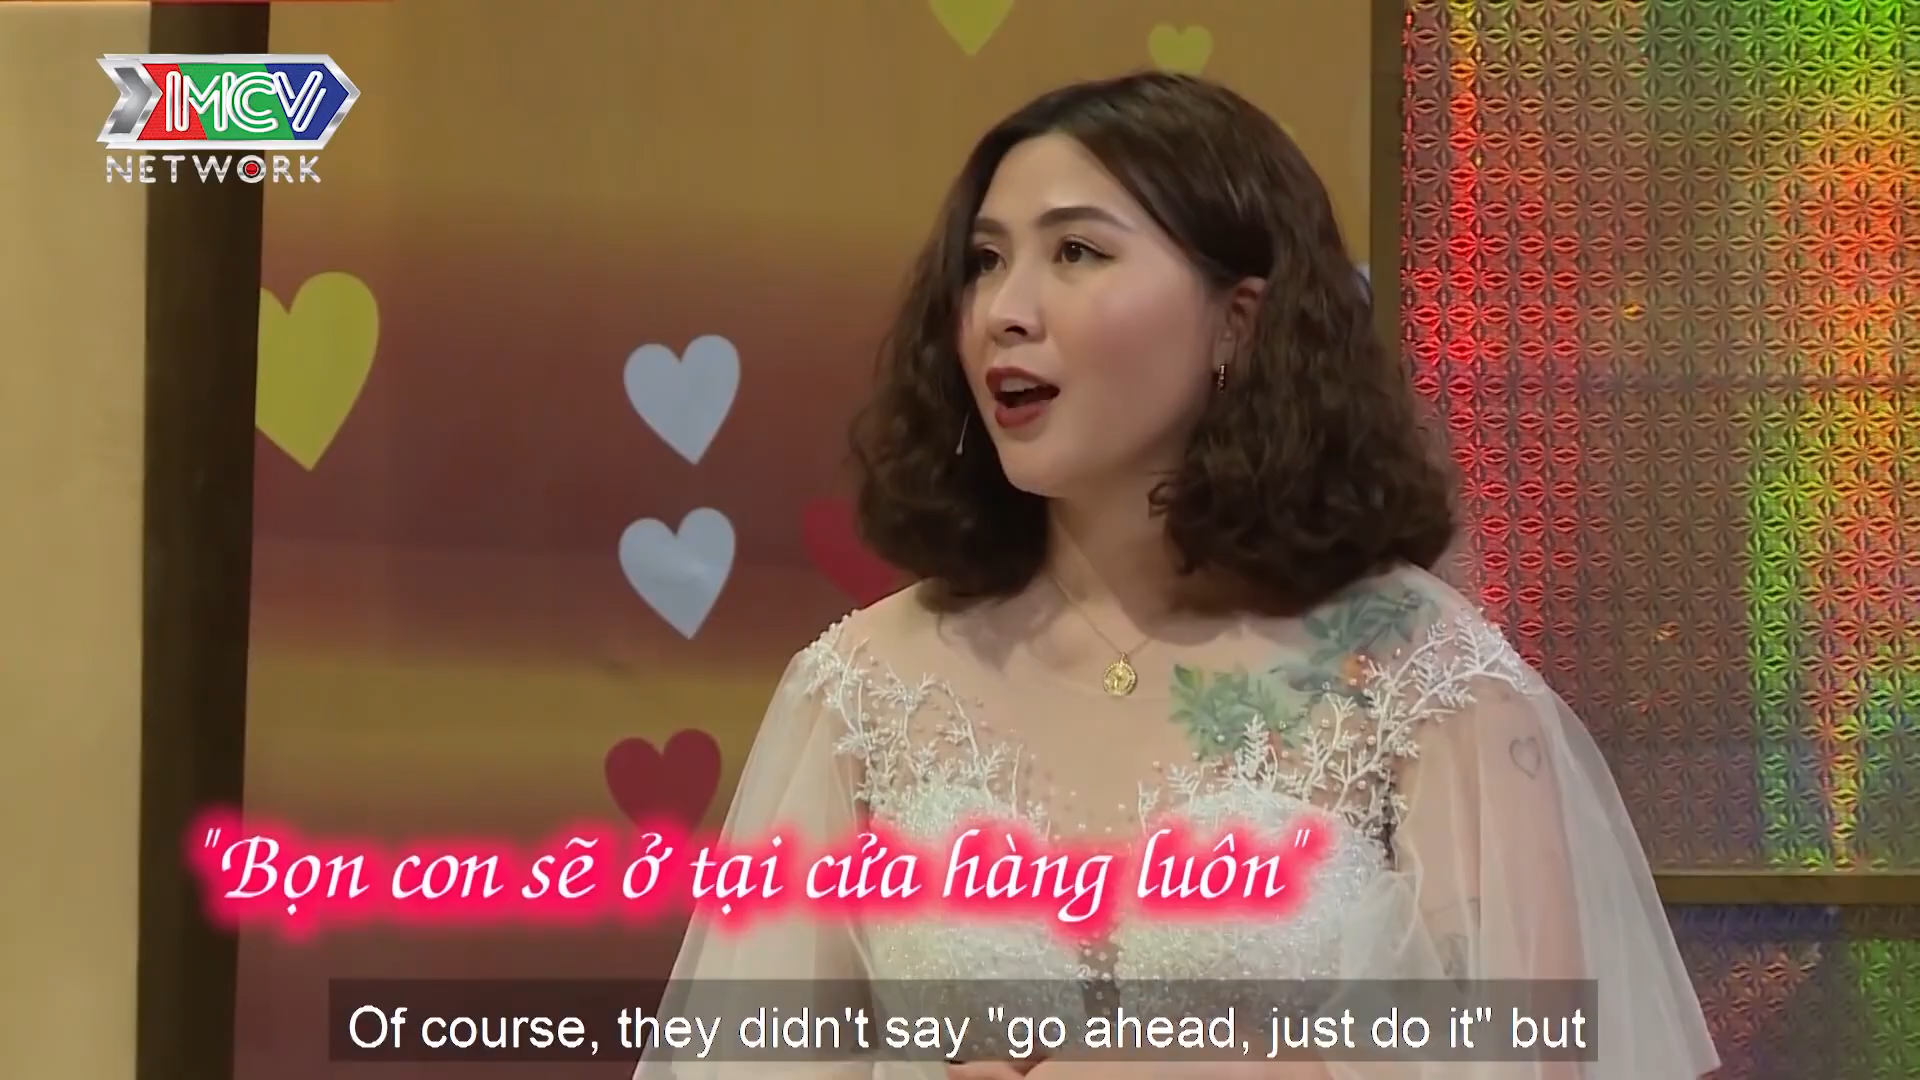 MCV
NETWORK
"Bọn con sẽ ở tại cửa hàng luôn"
Of course, they didn't say "go ahead, just do it" but